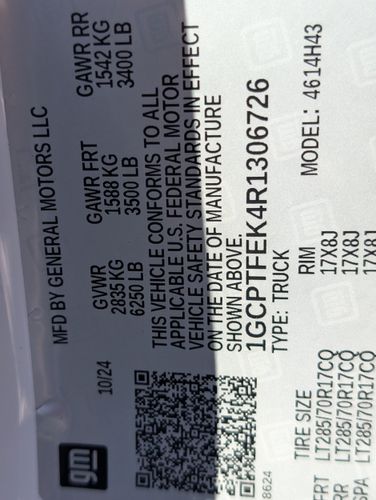 gm
MFD BY GENERAL MOTORS LLC
10/24
GVWR GAWR FRT GAWR RR
2835 KG 1588 KG 1542 KG
6250 LB 3500 LB 3400 LB
THIS VEHICLE CONFORMS TO ALL
APPLICABLE U.S. FEDERAL MOTOR
VEHICLE SAFETY STANDARDS IN EFFECT
ON THE DATE OF MANUFACTURE
SHOWN ABOVE.
1GCPTFEK4R1306726
TYPE: TRUCK MODEL: 4614H43
8624
TIRE SIZE RIM
FRT LT285/70R17CQ 17X8J
RR LT285/70R17CQ 17X8J
SPA LT285/70R17CQ 17X8J